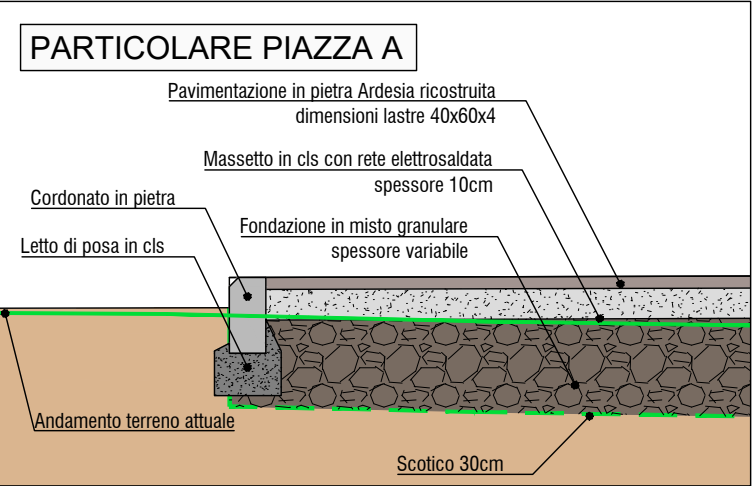 PARTICOLARE PIAZZA A
Pavimentazione in pietra Ardesia ricostruita
dimensioni lastre 40x60x4
Massetto in cls con rete elettrosaldata
spessore 10cm
Cordonato in pietra
Fondazione in misto granulare
spessore variabile
Letto di posa in cls
Andamento terreno attuale
Scotico 30cm